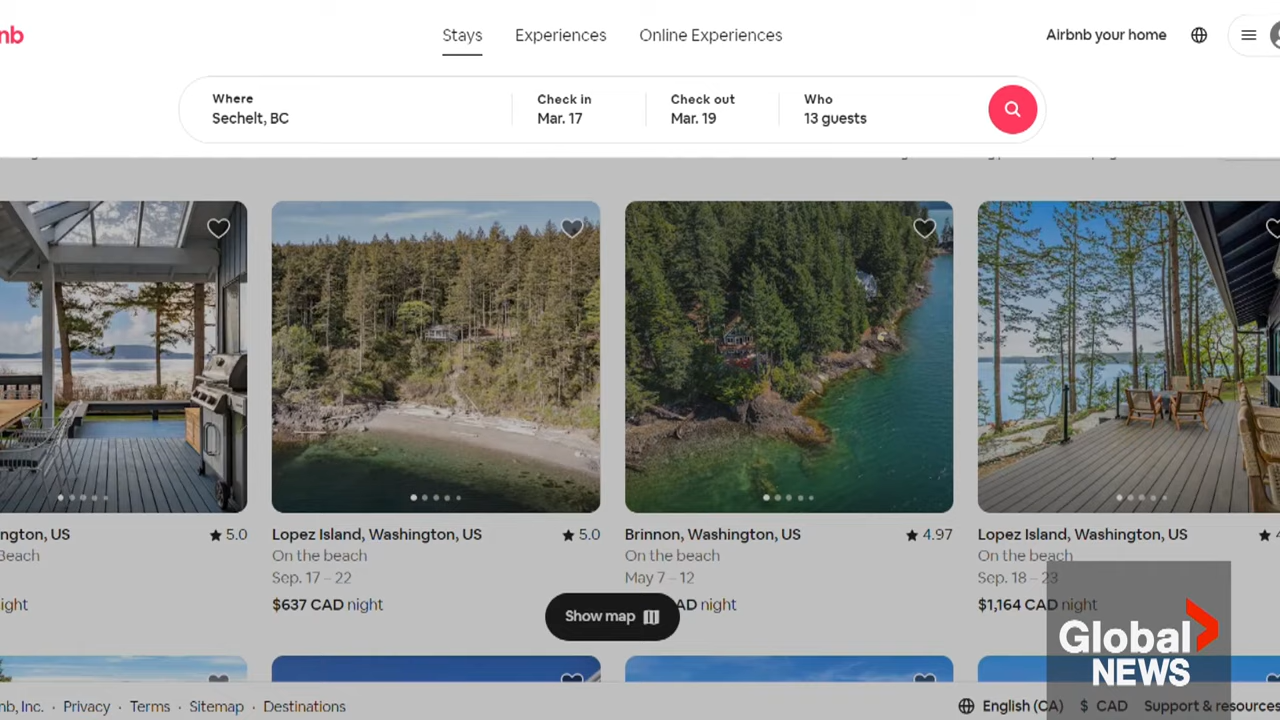 nb
Stays Experiences Online Experiences
Airbnb your home
Where
Sechelt, BC
Check in
Mar. 17
Check out
Mar. 19
Who
13 guests
ngton, US
5.0
Beach
ight
Lopez Island, Washington, US
5.0
On the beach
Sep. 17 – 22
$637 CAD night
Brinnon, Washington, US
4.97
On the beach
May 7 – 12
AD night
Lopez Island, Washington, US
4
On the beach
Sep. 18 – 23
$1,164 CAD night
Show map
Global
NEWS
nb, Inc. · Privacy · Terms · Sitemap · Destinations
English (CA) $ CAD Support & resources